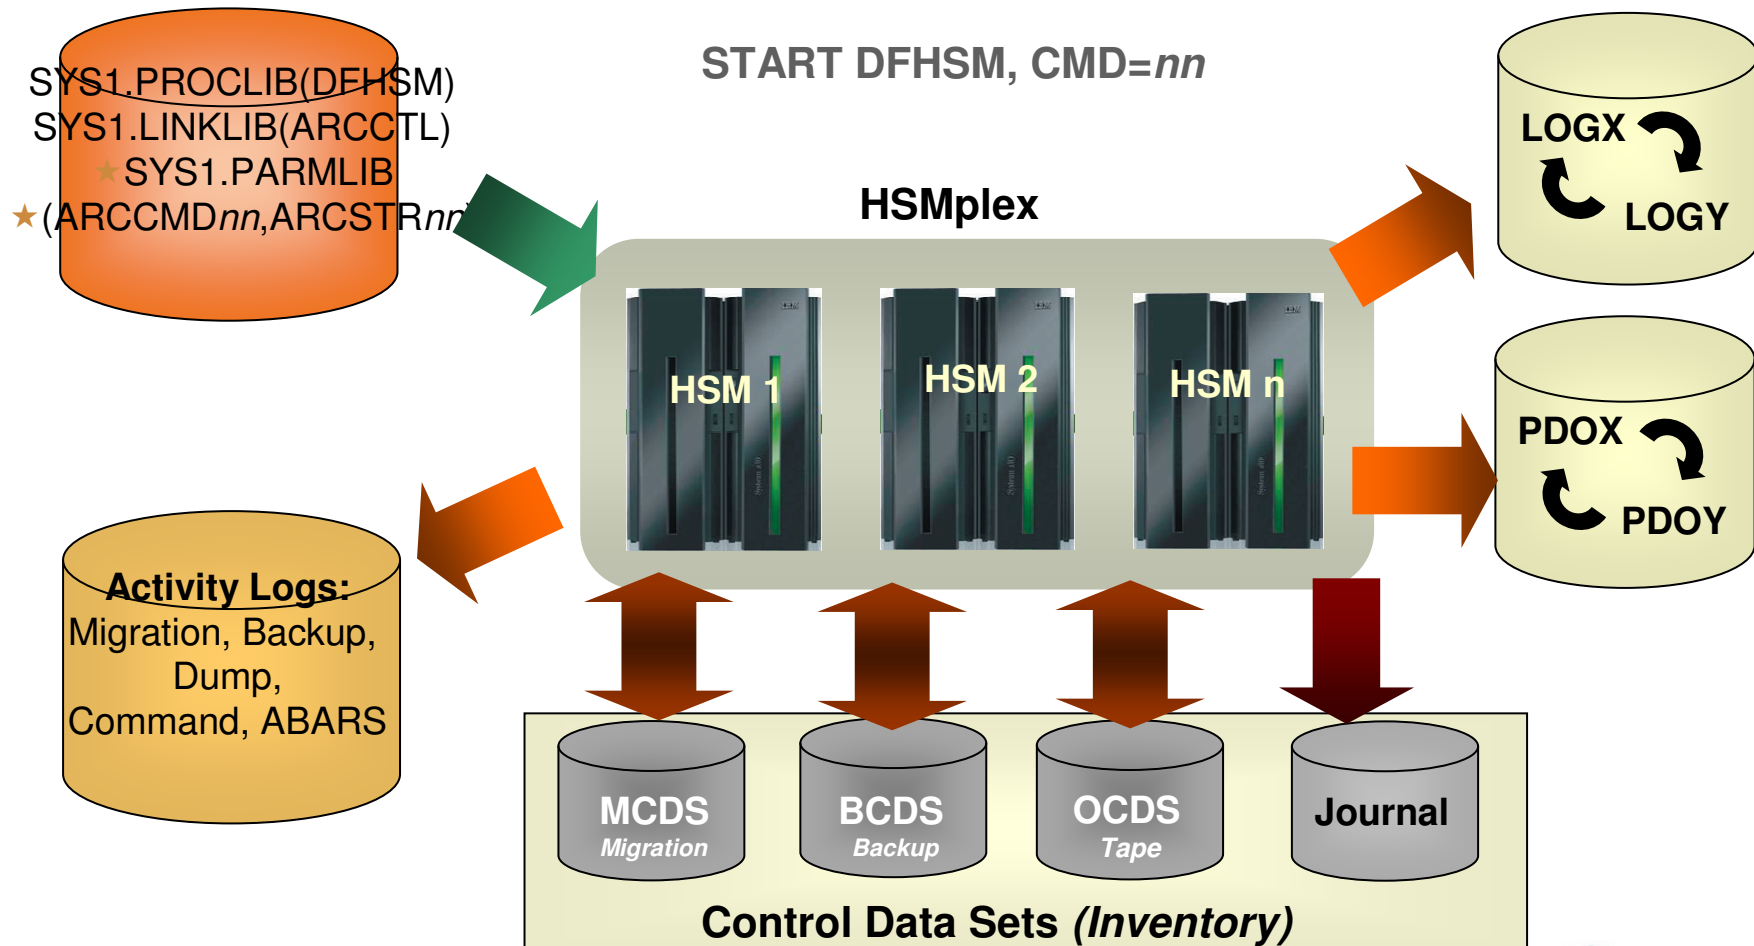 START DFHSM, CMD=nn
SYS1.PROCLIB(DFHSM)
SYS1.LINKLIB(ARCCTL)
★SYS1.PARMLIB
★(ARCCMDnn,ARCSTRnn)
HSMplex
HSM 1
HSM 2
HSM n
LOGX
LOGY
PDOX
PDOY
Activity Logs:
Migration, Backup,
Dump,
Command, ABARS
MCDS
Migration
BCDS
Backup
OCDS
Tape
Journal
Control Data Sets (Inventory)